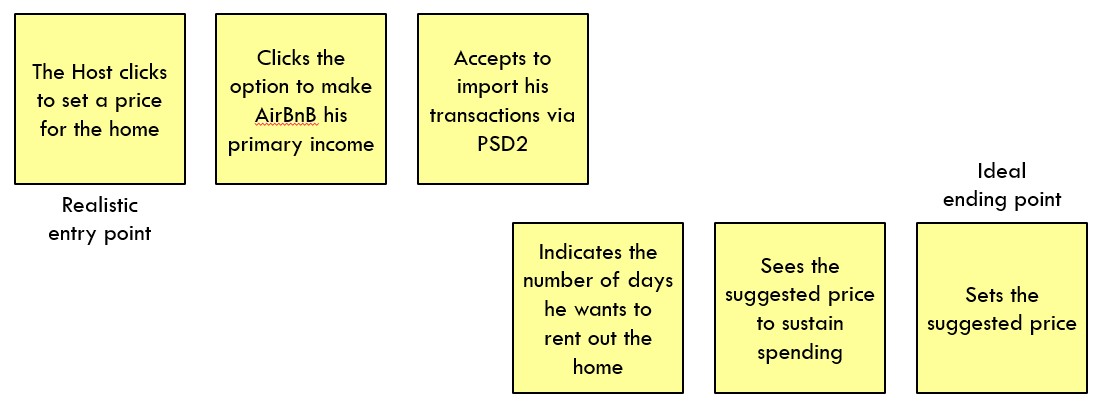 The Host clicks
to set a price
for the home
Clicks the
option to make
AirBnB his
primary income
Accepts to
import his
transactions via
PSD2
Realistic
entry point
Ideal
ending point
Indicates the
number of days
he wants to
rent out the
home
Sees the
suggested price
to sustain
spending
Sets the
suggested price